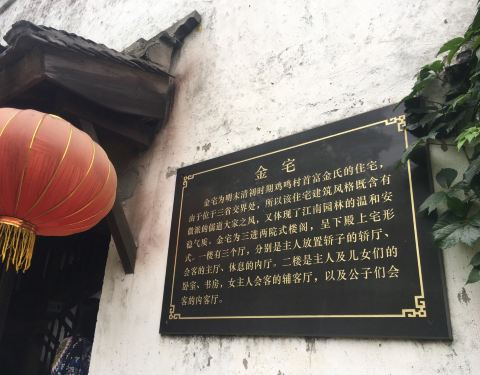 金宅
金宅为明末清初时期鸡鸣村首富金氏的住宅，
由于位于三省交界处，所以该住宅建筑风格既含有
徽派的儒道大家之风，又体现了江南园林的温和安
逸气质。金宅为三进两院式楼阁，呈下殿上宅形
式。一楼有三个厅，分别是主人放置轿子的轿厅、
会客的主厅、休息的内厅。二楼是主人及儿女们的
卧室、书房，女主人会客的辅客厅，以及公子们会
客的内客厅。